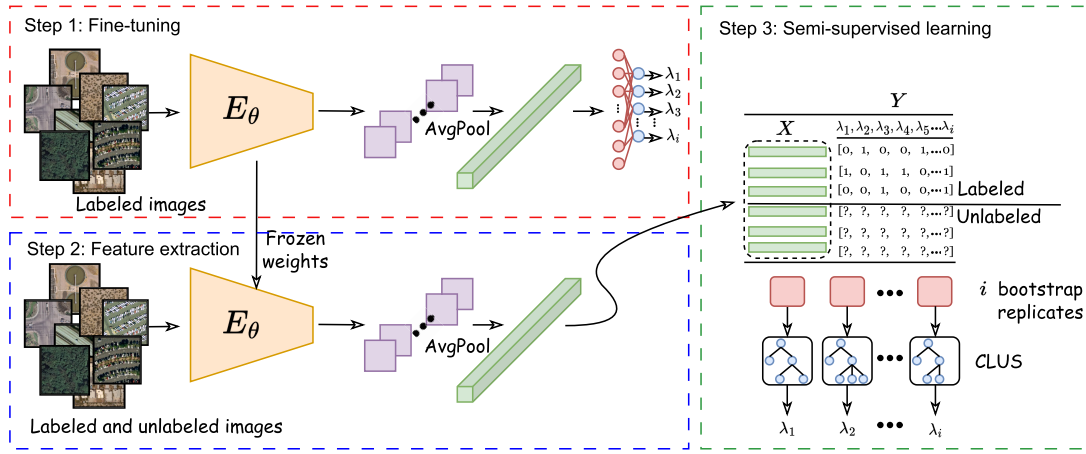 Step 1: Fine-tuning
E_θ
AvgPool
λ_1
λ_2
λ_3
λ_i
Labeled images
Frozen
weights
Step 2: Feature extraction
E_θ
AvgPool
Labeled and unlabeled images
Step 3: Semi-supervised learning
Y
X
λ_1, λ_2, λ_3, λ_4, λ_5...λ_i
[0, 1, 0, 0, 1,...0]
[1, 0, 1, 1, 0,...1]
[0, 0, 1, 0, 0,...1]
Labeled
Unlabeled
[?, ?, ?, ?, ?,...?]
[?, ?, ?, ?, ?,...?]
[?, ?, ?, ?, ?,...?]
i bootstrap
replicates
CLUS
λ_1 λ_2 ... λ_i